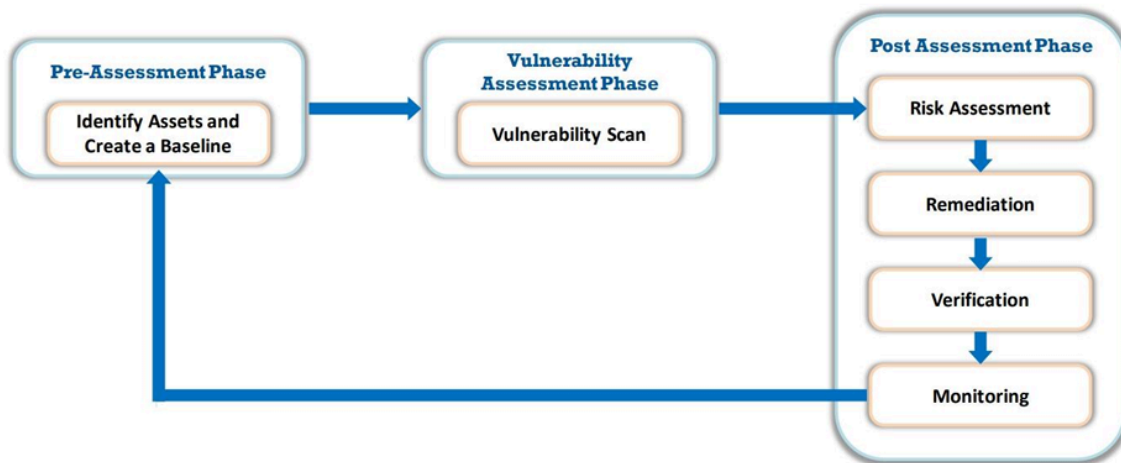 Pre-Assessment Phase
Identify Assets and
Create a Baseline
Vulnerability
Assessment Phase
Vulnerability Scan
Post Assessment Phase
Risk Assessment
Remediation
Verification
Monitoring